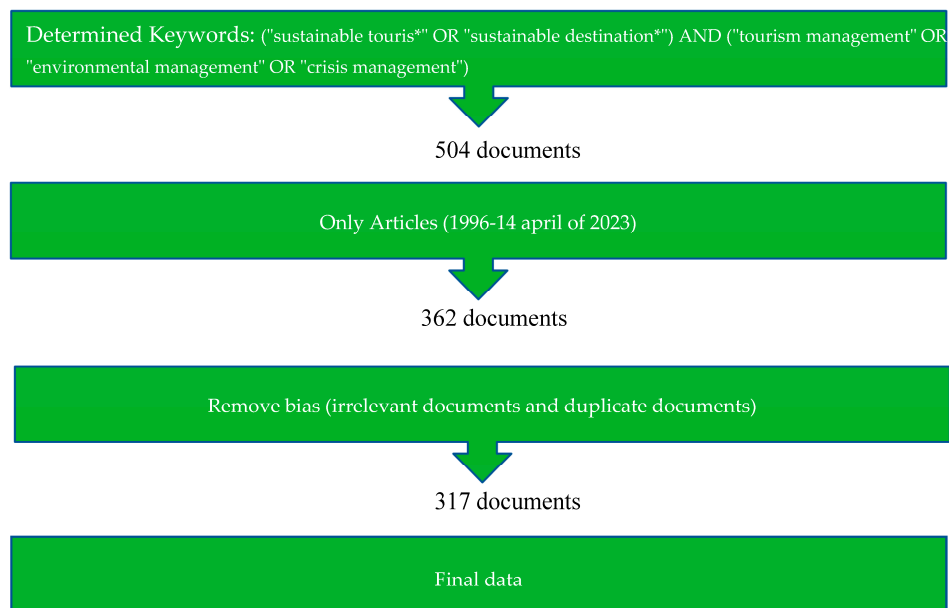 Determined Keywords: ("sustainable touris*" OR "sustainable destination*") AND ("tourism management" OR
"environmental management" OR "crisis management")
504 documents
Only Articles (1996-14 april of 2023)
362 documents
Remove bias (irrelevant documents and duplicate documents)
317 documents
Final data